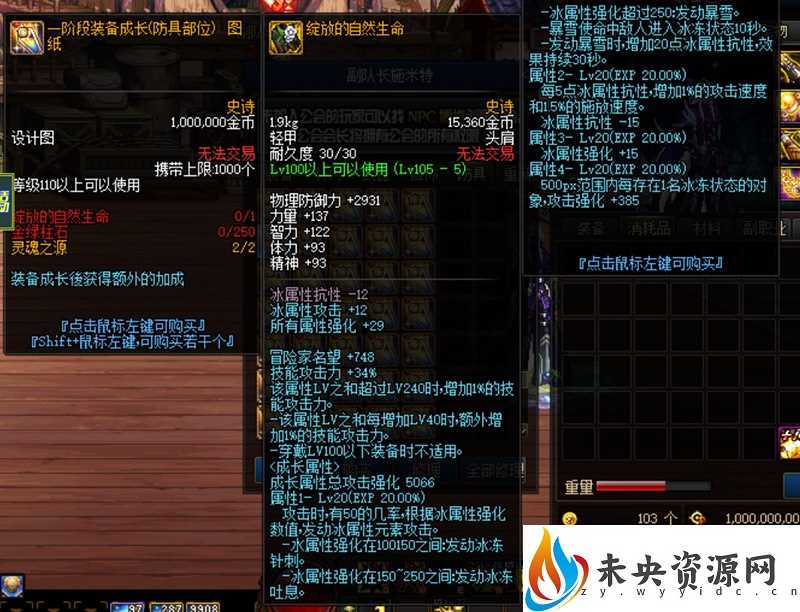 一阶段装备成长(防具部位) 图
纸
史诗
1,000,000金币
设计图
无法交易
携带上限:1000个
等级110以上可以使用
绽放的自然生命 0/1
金绿柱石 0/250
灵魂之源 2/2
装备成长後获得额外的加成
『点击鼠标左键可购买』
『Shift+鼠标左键,可购买若干个』
绽放的自然生命
副队长施米特
史诗
1.9kg 15,360金币
轻甲 头肩
耐久度 30/30 无法交易
Lv100以上可以使用 (Lv105 - 5)
物理防御力 +2931
力量 +137
智力 +122
体力 +93
精神 +93
冰属性抗性 -12
冰属性攻击 +12
所有属性强化 +29
冒险家名望 +748
技能攻击力 +34%
该属性LV之和超过LV240时,增加1%的技
能攻击力。
-该属性LV之和每增加LV40时,额外增
加1%的技能攻击力。
-穿戴LV100以下装备时不适用。
<成长属性>
成长属性总攻击强化 5066
属性1- Lv20(EXP 20.00%)
攻击时,有50的几率,根据冰属性强化
数值,发动冰属性元素攻击。
-冰属性强化在100150之间:发动冰冻
针刺。
-冰属性强化在150~250之间:发动冰冻
吐息。
-冰属性强化超过250:发动暴雪。
-暴雪使命中敌人进入冰冻状态10秒。
-发动暴雪时,增加20点冰属性抗性,效
果持续30秒。
属性2- Lv20(EXP 20.00%)
每5点冰属性抗性,增加1%的攻击速度
和1.5%的施放速度。
冰属性抗性 -15
属性3- Lv20(EXP 20.00%)
冰属性强化 +15
属性4- Lv20(EXP 20.00%)
500px范围内每存在1名冰冻状态的对
象,攻击强化 +385
『点击鼠标左键可购买』
装备 消耗品 材料 副职业
重量
103 个 1,000,000,00
97 287 9908
未央资源网
zy.wyyidc.cn